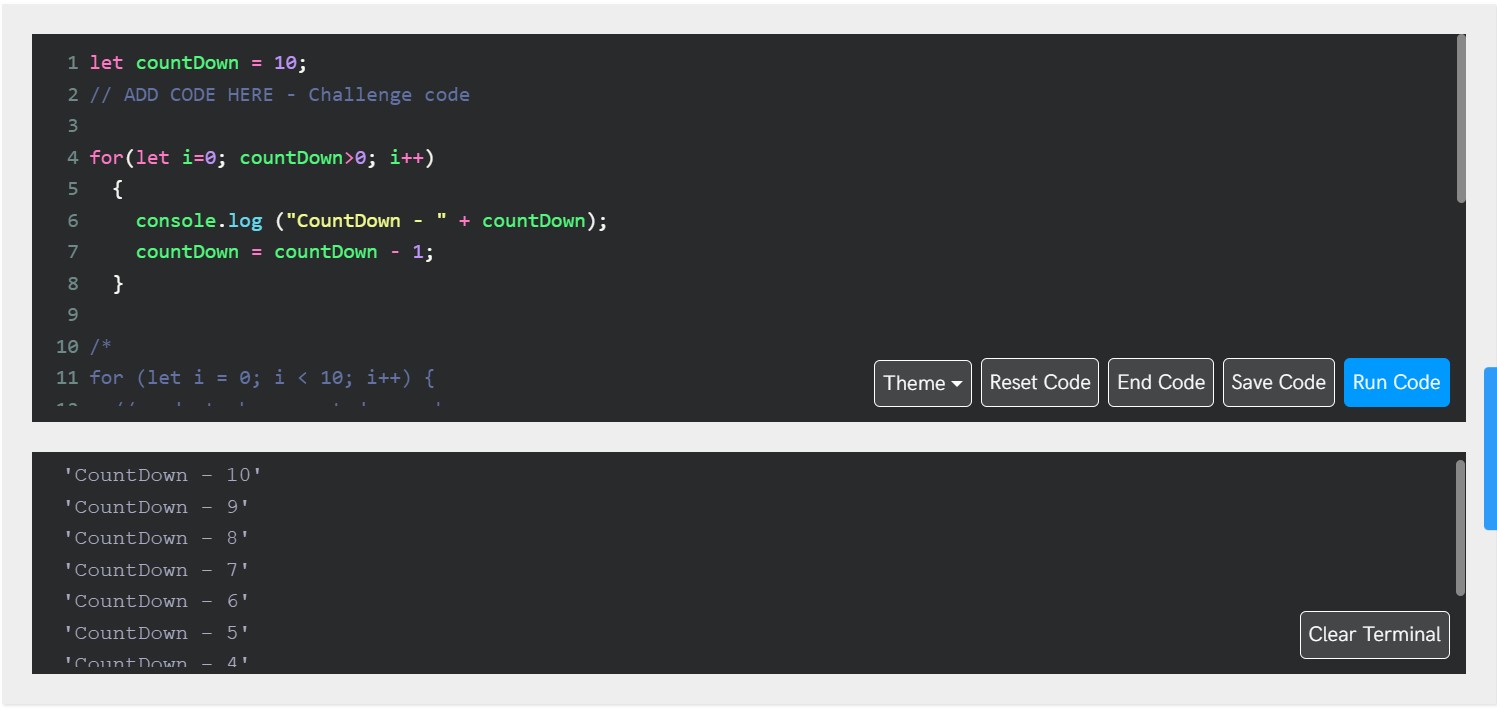 1 let countDown = 10;
2 // ADD CODE HERE - Challenge code
3
4 for(let i=0; countDown>0; i++)
5 {
6 console.log ("CountDown - " + countDown);
7 countDown = countDown - 1;
8 }
9
10 /*
11 for (let i = 0; i < 10; i++) {
Theme
Reset Code
End Code
Save Code
Run Code
'CountDown - 10'
'CountDown - 9'
'CountDown - 8'
'CountDown - 7'
'CountDown - 6'
'CountDown - 5'
'CountDown - 4'
Clear Terminal